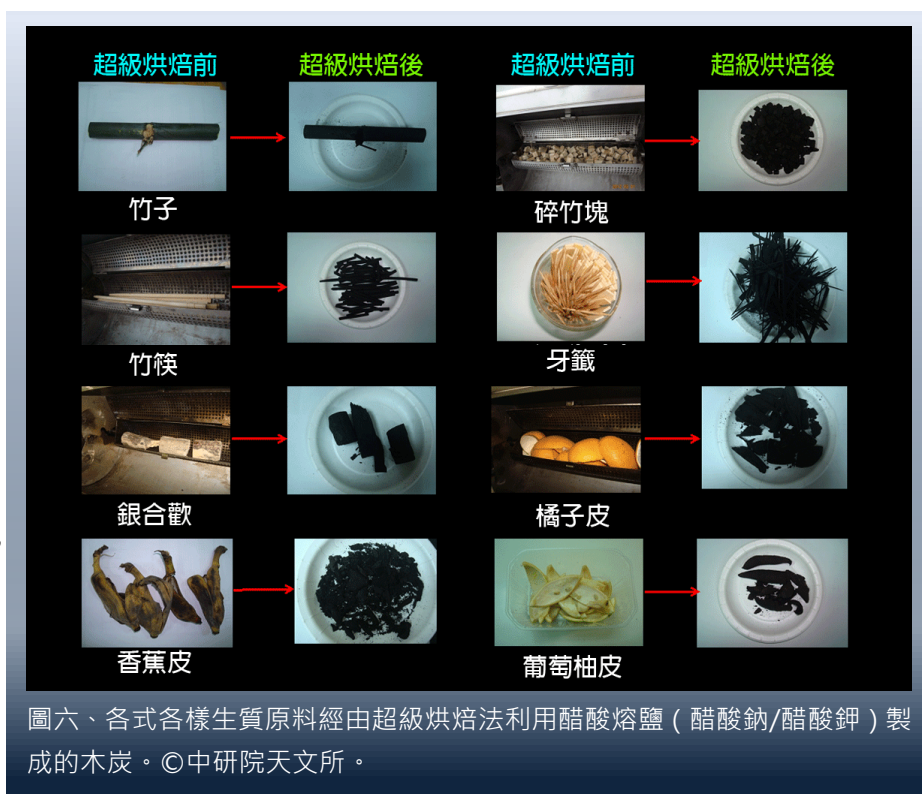 超級烘焙前 超級烘焙後 超級烘焙前 超級烘焙後
竹子 碎竹塊
竹筷 牙籤
銀合歡 橘子皮
香蕉皮 葡萄柚皮
圖六、各式各樣生質原料經由超級烘焙法利用醋酸熔鹽（醋酸鈉/醋酸鉀）製
成的木炭。©中研院天文所。